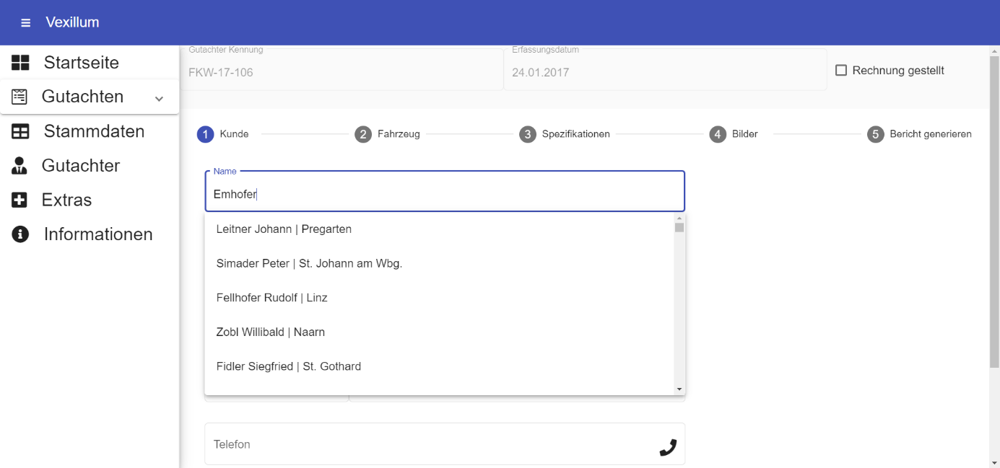 Vexillum
Startseite
Gutachten
Stammdaten
Gutachter
Extras
Informationen
Gutachter Kennung
FKW-17-106
Erfassungsdatum
24.01.2017
Rechnung gestellt
1 Kunde
2 Fahrzeug
3 Spezifikationen
4 Bilder
5 Bericht generieren
Name
Emhofer
Leitner Johann | Pregarten
Simader Peter | St. Johann am Wbg.
Fellhofer Rudolf | Linz
Zobl Willibald | Naarn
Fidler Siegfried | St. Gothard
Telefon